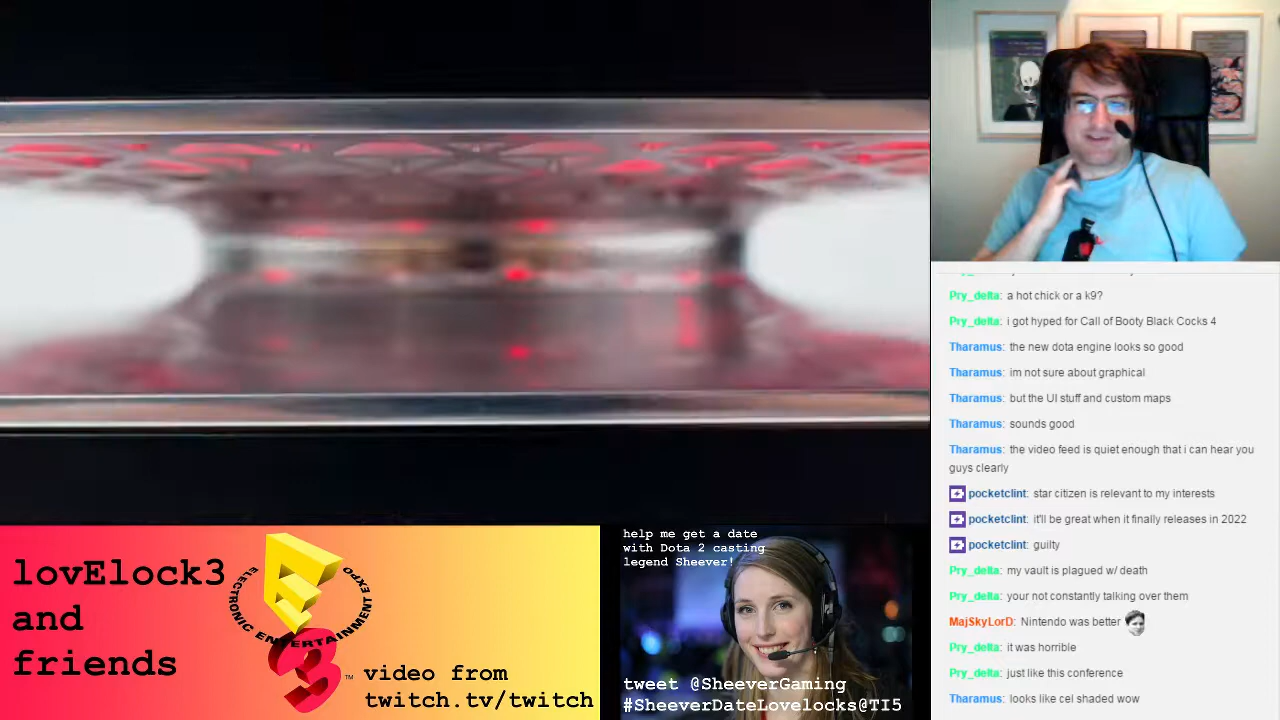 Pry_delta: a hot chick or a k9?
Pry_delta: i got hyped for Call of Booty Black Cocks 4
Tharamus: the new dota engine looks so good
Tharamus: im not sure about graphical
Tharamus: but the UI stuff and custom maps
Tharamus: sounds good
Tharamus: the video feed is quiet enough that i can hear you
guys clearly
pocketclint: star citizen is relevant to my interests
pocketclint: it'll be great when it finally releases in 2022
pocketclint: guilty
Pry_delta: my vault is plagued w/ death
Pry_delta: your not constantly talking over them
MajSkyLorD: Nintendo was better
Pry_delta: it was horrible
Pry_delta: just like this conference
Tharamus: looks like cel shaded wow
lovElock3
and
friends
E3
ELECTRONIC ENTERTAINMENT EXPO
TM
video from
twitch.tv/twitch
help me get a date
with Dota 2 casting
legend Sheever!
tweet @SheeverGaming
#SheeverDateLovelocks@TI5